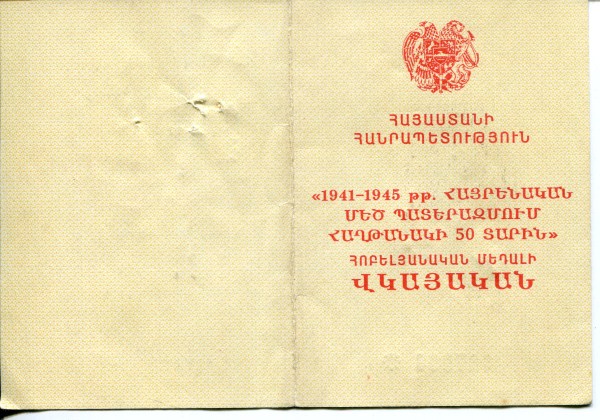 ՀԱՅԱՍՏԱՆԻ
ՀԱՆՐԱՊԵՏՈՒԹՅՈՒՆ
«1941–1945 թթ. ՀԱՅՐԵՆԱԿԱՆ
ՄԵԾ ՊԱՏԵՐԱԶՄՈՒՄ
ՀԱՂԹԱՆԱԿԻ 50 ՏԱՐԻՆ»
ՀՈԲԵԼՅԱՆԱԿԱՆ ՄԵԴԱԼԻ
ՎԿԱՅԱԿԱՆ